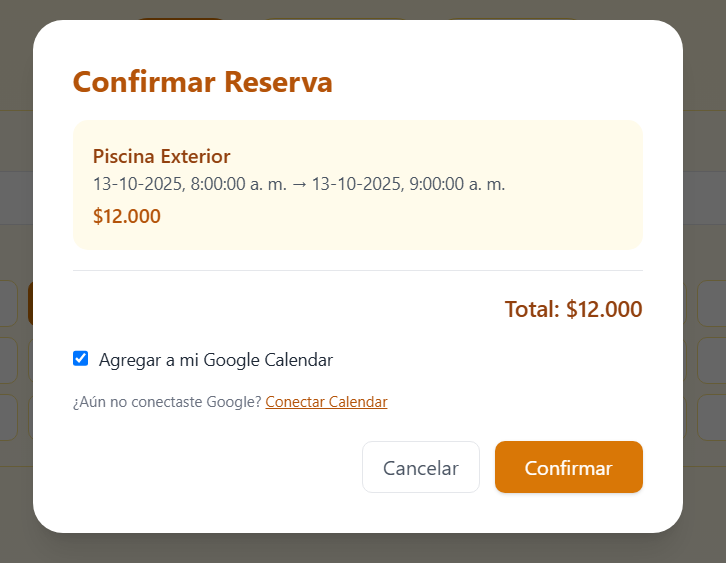 Confirmar Reserva
Piscina Exterior
13-10-2025, 8:00:00 a. m. → 13-10-2025, 9:00:00 a. m.
$12.000
Total: $12.000
Agregar a mi Google Calendar
¿Aún no conectaste Google? Conectar Calendar
Cancelar
Confirmar